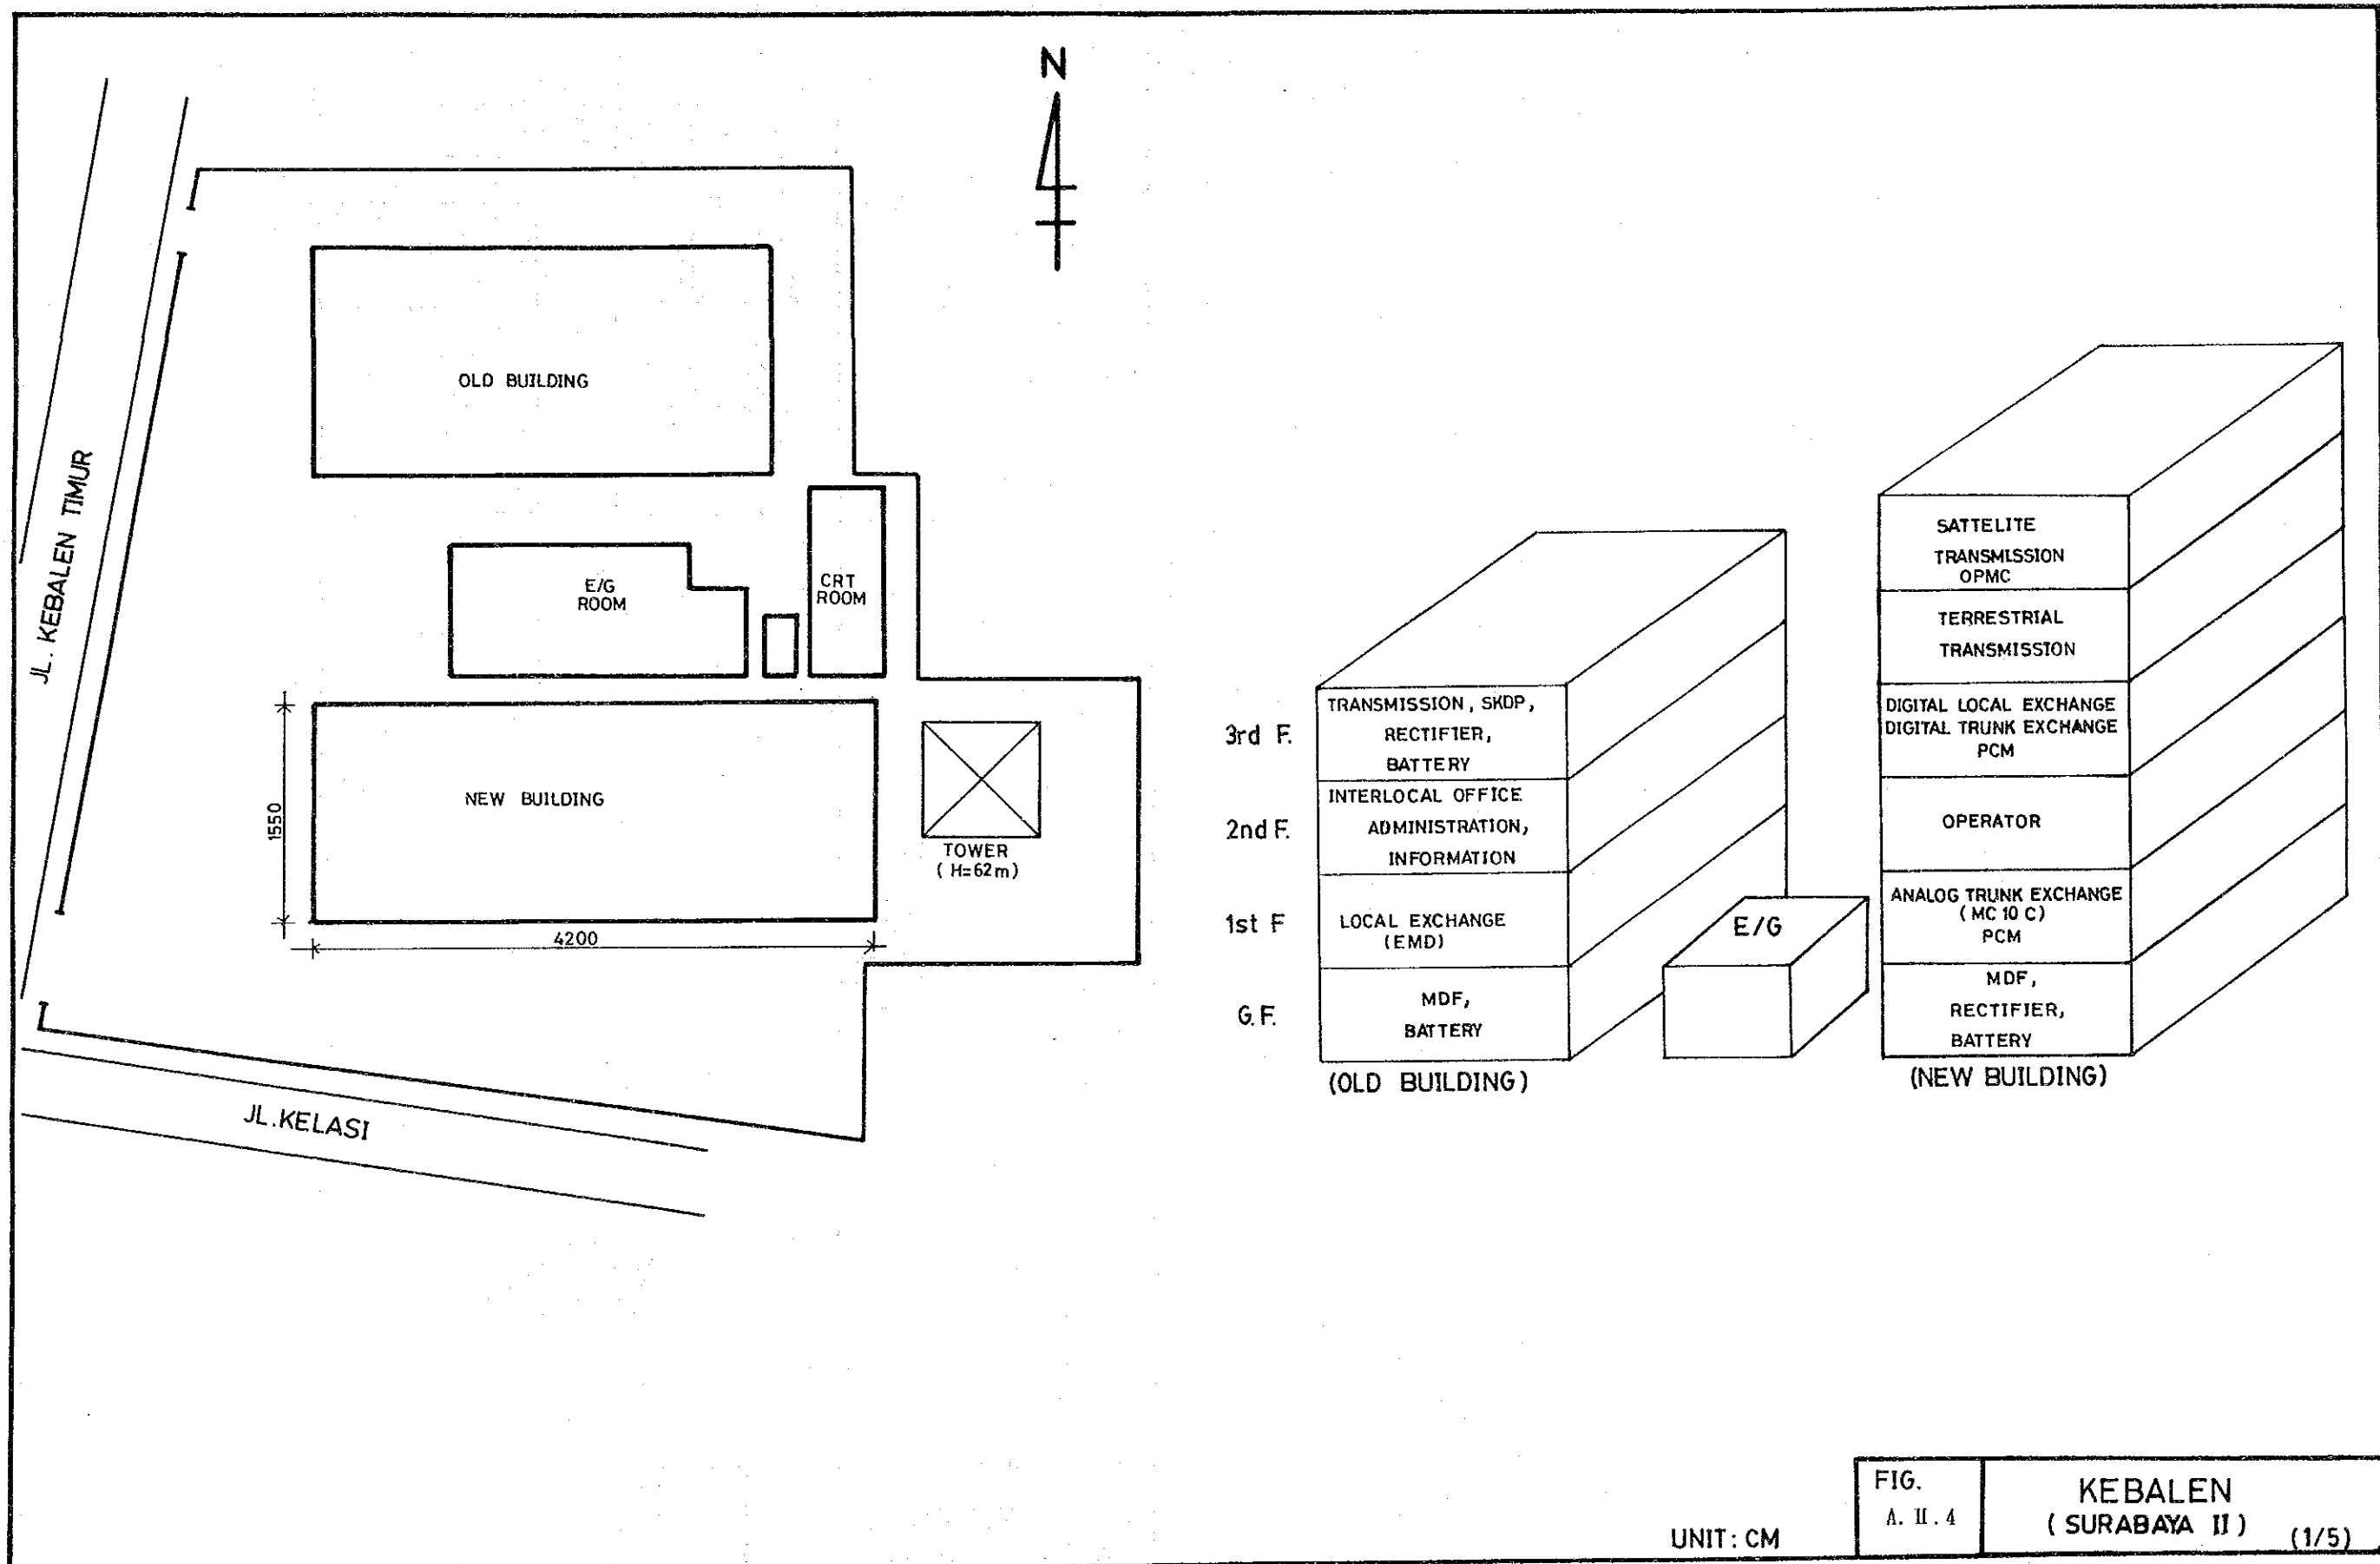 N
OLD BUILDING
JL. KEBALEN TIMUR
E/G
ROOM
CRT
ROOM
NEW BUILDING
1550
4200
TOWER
( H=62m)
JL.KELASI
3rd F.
2nd F.
1st F
G.F.
TRANSMISSION, SKDP,
RECTIFIER,
BATTERY
INTERLOCAL OFFICE
ADMINISTRATION,
INFORMATION
LOCAL EXCHANGE
(EMD)
MDF,
BATTERY
(OLD BUILDING)
E/G
SATTELITE
TRANSMISSION
OPMC
TERRESTRIAL
TRANSMISSION
DIGITAL LOCAL EXCHANGE
DIGITAL TRUNK EXCHANGE
PCM
OPERATOR
ANALOG TRUNK EXCHANGE
(MC 10 C)
PCM
MDF,
RECTIFIER,
BATTERY
(NEW BUILDING)
UNIT: CM
FIG.
A. II. 4
KEBALEN
( SURABAYA II )
(1/5)